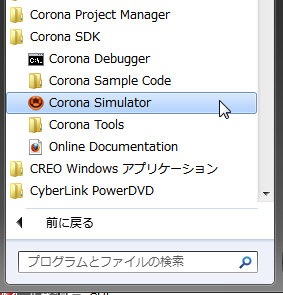 Corona Project Manager
Corona SDK
Corona Debugger
Corona Sample Code
Corona Simulator
Corona Tools
Online Documentation
CREO Windows アプリケーション
CyberLink PowerDVD
前に戻る
プログラムとファイルの検索